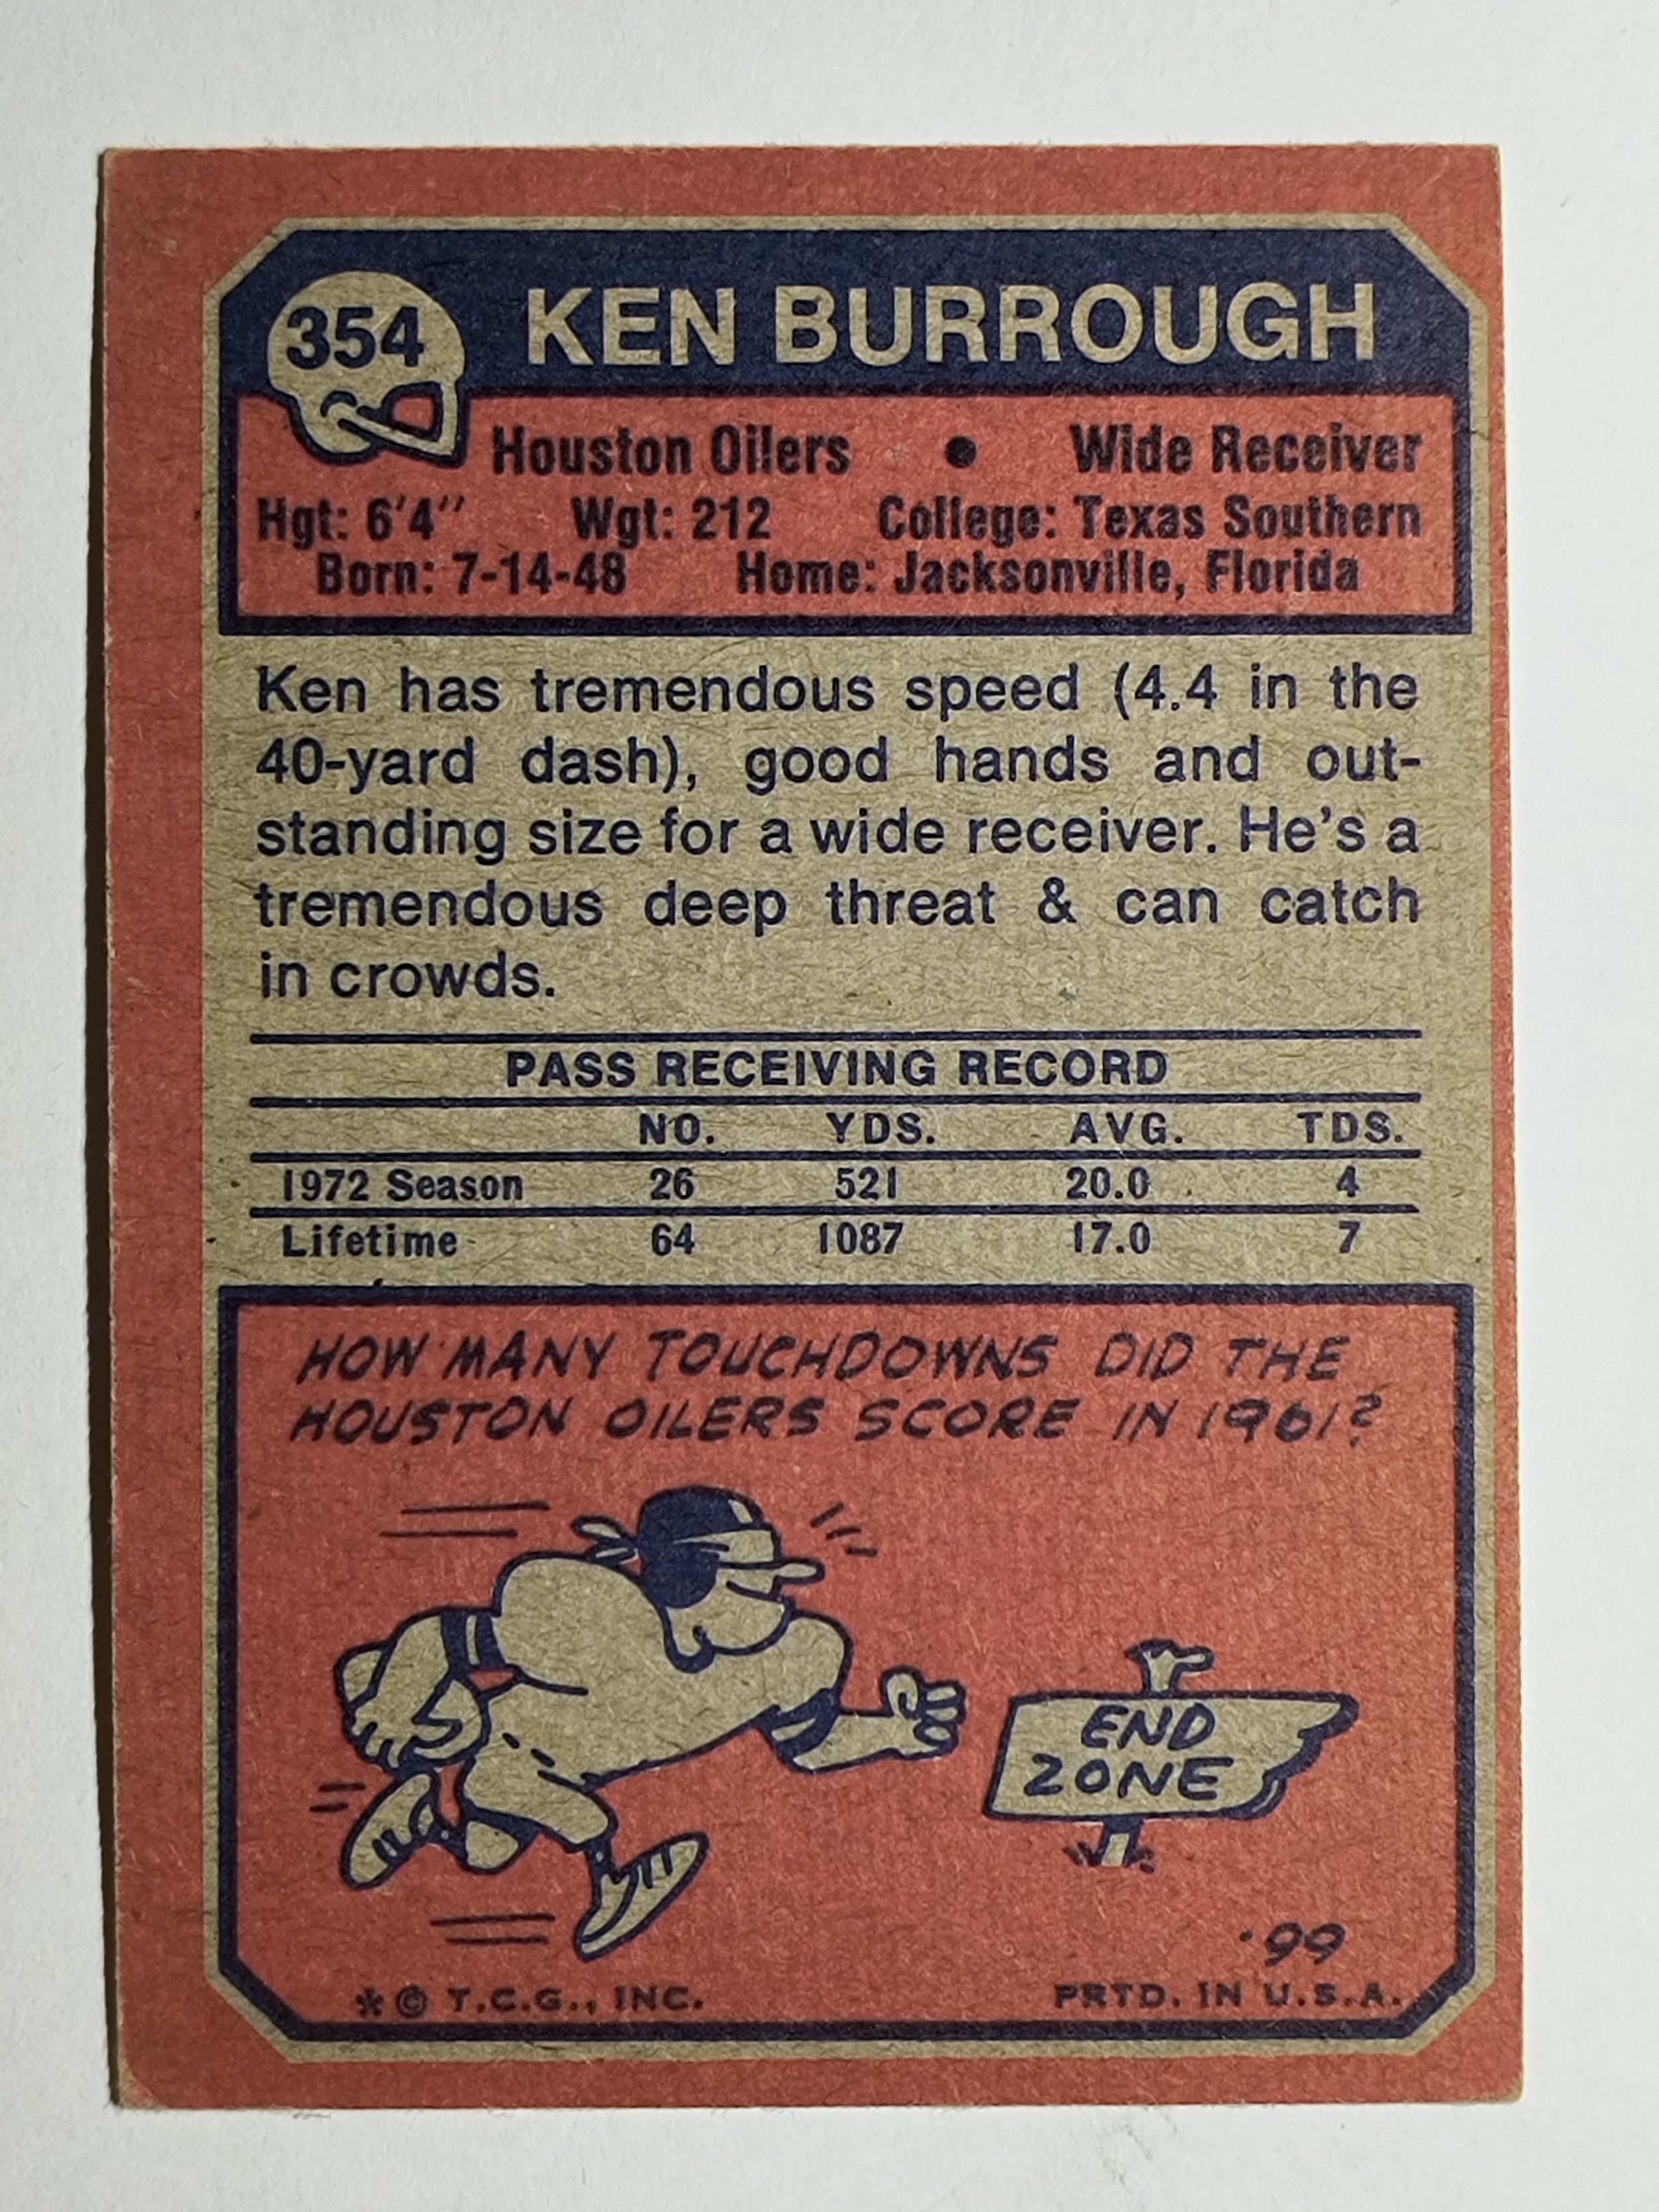 354
KEN BURROUGH
Houston Oilers • Wide Receiver
Hgt: 6'4" Wgt: 212 College: Texas Southern
Born: 7-14-48 Home: Jacksonville, Florida
Ken has tremendous speed (4.4 in the
40-yard dash), good hands and out-
standing size for a wide receiver. He's a
tremendous deep threat & can catch
in crowds.
PASS RECEIVING RECORD
NO. YDS. AVG. TDS.
1972 Season 26 521 20.0 4
Lifetime 64 1087 17.0 7
HOW MANY TOUCHDOWNS DID THE
HOUSTON OILERS SCORE IN 1961?
END
ZONE
.99
* © T.C.G., INC. PRTD. IN U.S.A.